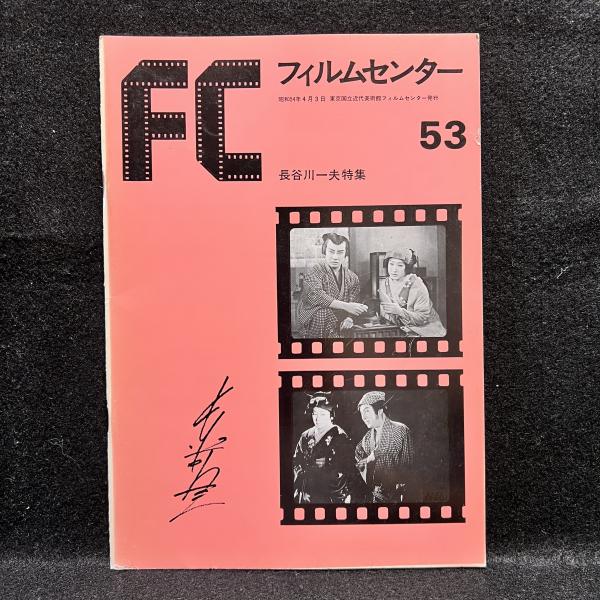 FC
フィルムセンター
昭和54年4月3日 東京国立近代美術館フィルムセンター発行
53
長谷川一夫特集